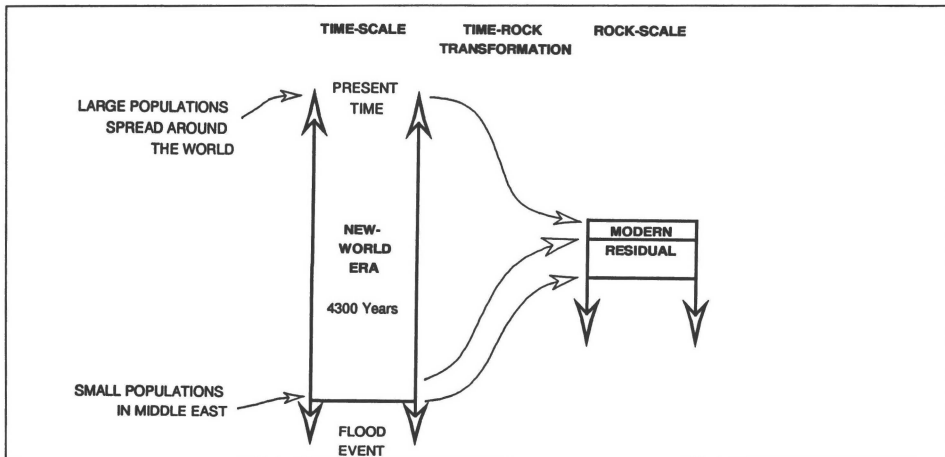 TIME-SCALE
TIME-ROCK
TRANSFORMATION
ROCK-SCALE
LARGE POPULATIONS
SPREAD AROUND
THE WORLD
PRESENT
TIME
NEW-
WORLD
ERA
4300 Years
MODERN
RESIDUAL
SMALL POPULATIONS
IN MIDDLE EAST
FLOOD
EVENT